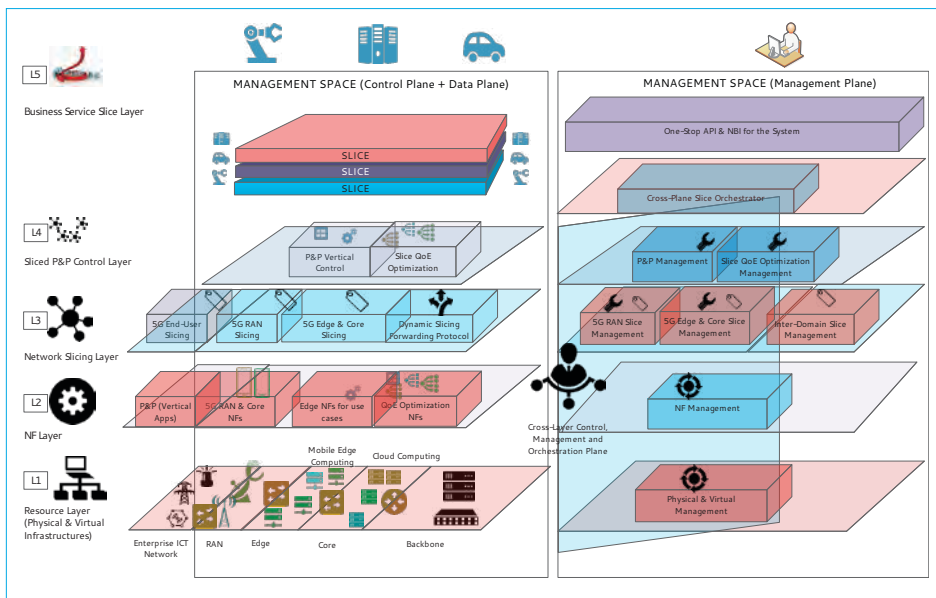 MANAGEMENT SPACE (Control Plane + Data Plane)
MANAGEMENT SPACE (Management Plane)
L5
Business Service Slice Layer
SLICE
SLICE
SLICE
One-Stop API & NBI for the System
Cross-Plane Slice Orchestrator
L4
Sliced P&P Control Layer
P&P Vertical
Control
Slice QoE
Optimization
P&P Management
Slice QoE Optimization
Management
L3
Network Slicing Layer
5G End-User
Slicing
5G RAN
Slicing
5G Edge & Core
Slicing
Dynamic Slicing
Forwarding Protocol
5G RAN Slice
Management
5G Edge & Core Slice
Management
Inter-Domain Slice
Management
L2
NF Layer
P&P (Vertical
Apps)
5G RAN & Core
NFs
Edge NFs for use
cases
QoE Optimization
NFs
NF Management
Cross-Layer Control,
Management and
Orchestration Plane
L1
Resource Layer
(Physical & Virtual
Infrastructures)
Mobile Edge
Computing
Cloud Computing
Enterprise ICT
Network
RAN
Edge
Core
Backbone
Physical & Virtual
Management